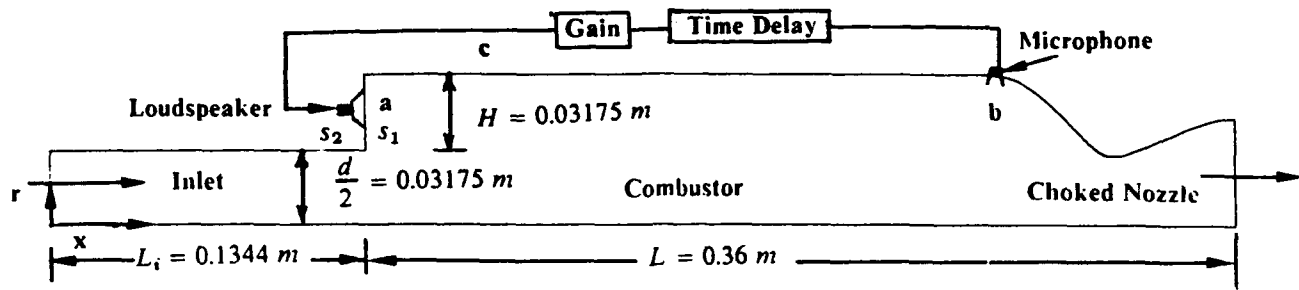 Gain
Time Delay
c
Microphone
Loudspeaker
a
H = 0.03175 m
b
s₂
s₁
r
Inlet
d/2 = 0.03175 m
Combustor
Choked Nozzle
x
Lᵢ = 0.1344 m
L = 0.36 m